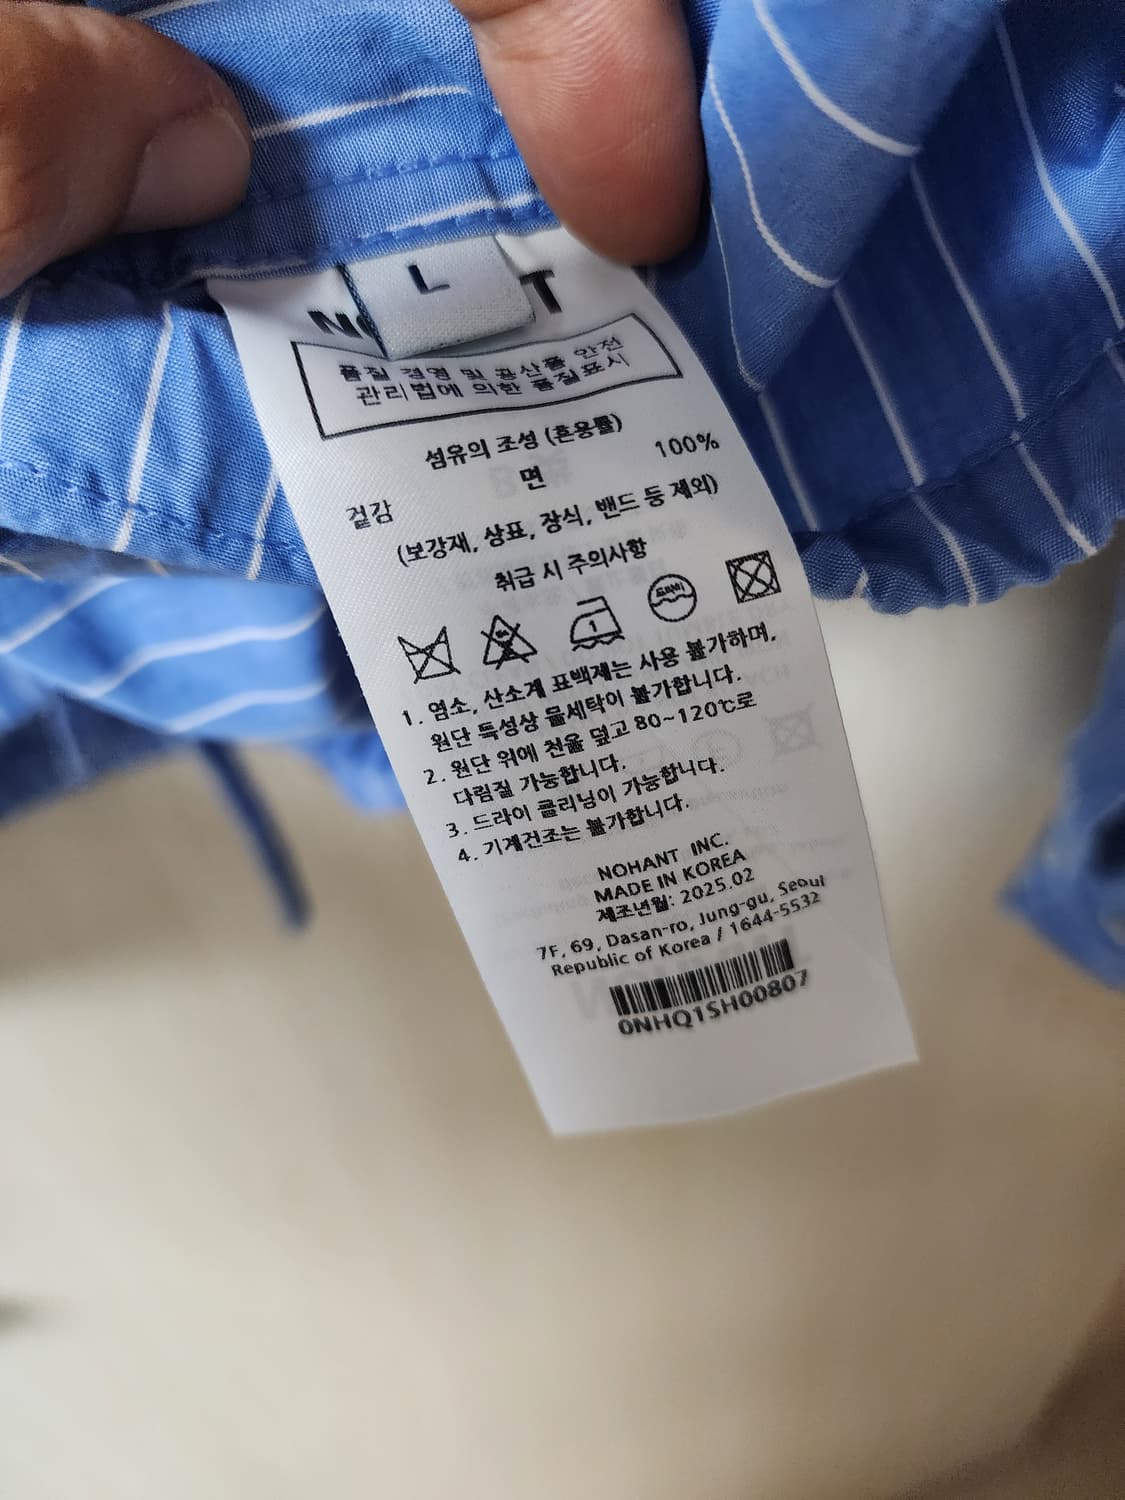 L
품질 경영 및 공산품 안전
관리법에 의한 품질표시
섬유의 조성 (혼용률)
겉감 면 100%
(보강재, 상표, 장식, 밴드 등 제외)
취급 시 주의사항
1
드라이
1. 염소, 산소계 표백제는 사용 불가하며,
원단 특성상 물세탁이 불가합니다.
2. 원단 위에 천을 덮고 80~120℃로
다림질 가능합니다.
3. 드라이 클리닝이 가능합니다.
4. 기계건조는 불가합니다.
NOHANT INC.
MADE IN KOREA
제조년월: 2025.02
7F, 69, Dasan-ro, Jung-gu, Seoul
Republic of Korea / 1644-5532
0NHQ1SH00807